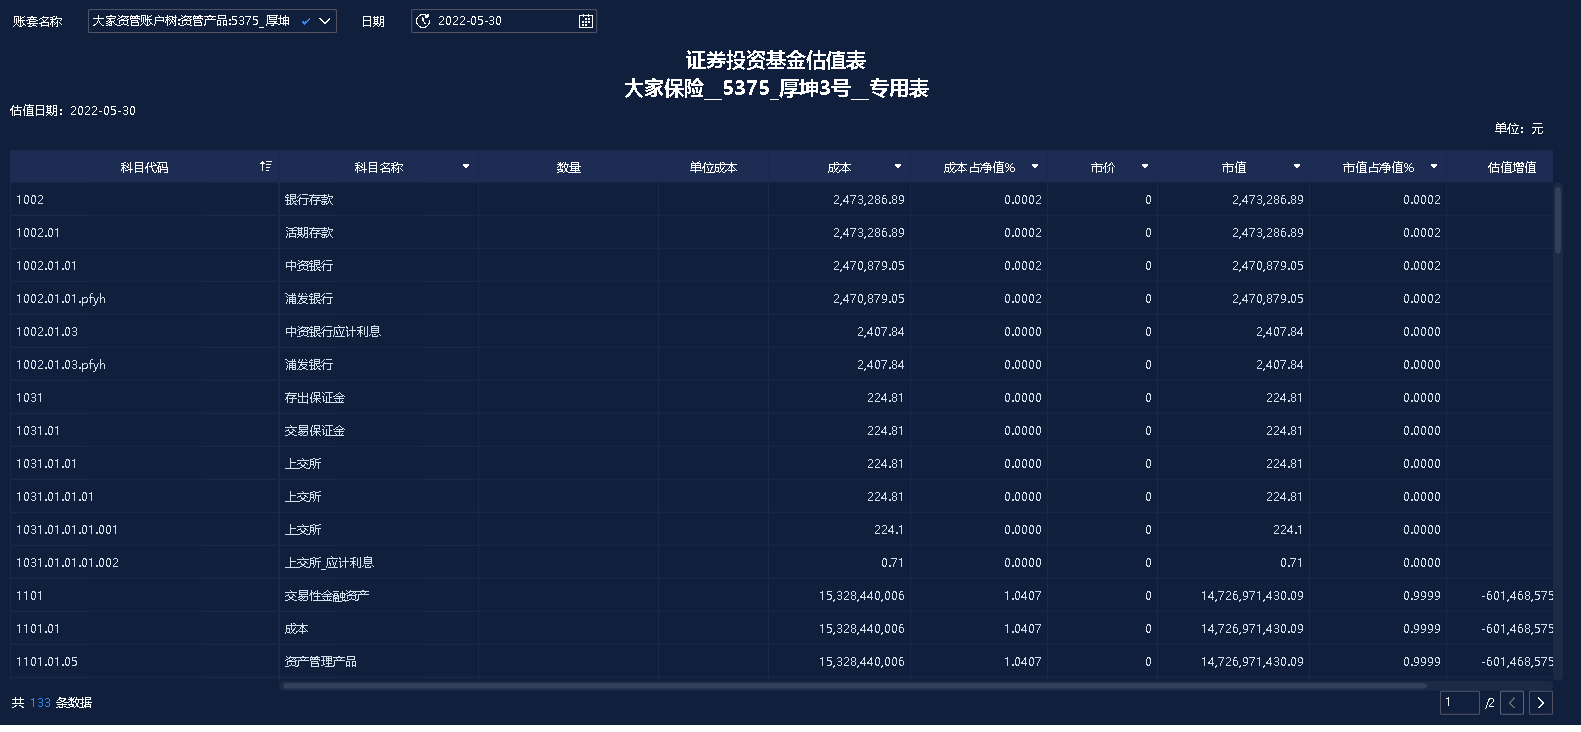 账套名称 大家资管账户树:资管产品:5375_厚坤 日期 2022-05-30
证券投资基金估值表
大家保险__5375_厚坤3号__专用表
估值日期：2022-05-30
单位：元
科目代码 科目名称 数量 单位成本 成本 成本占净值% 市价 市值 市值占净值% 估值增值
1002 银行存款 2,473,286.89 0.0002 0 2,473,286.89 0.0002
1002.01 活期存款 2,473,286.89 0.0002 0 2,473,286.89 0.0002
1002.01.01 中资银行 2,470,879.05 0.0002 0 2,470,879.05 0.0002
1002.01.01.pfyh 浦发银行 2,470,879.05 0.0002 0 2,470,879.05 0.0002
1002.01.03 中资银行应计利息 2,407.84 0.0000 0 2,407.84 0.0000
1002.01.03.pfyh 浦发银行 2,407.84 0.0000 0 2,407.84 0.0000
1031 存出保证金 224.81 0.0000 0 224.81 0.0000
1031.01 交易保证金 224.81 0.0000 0 224.81 0.0000
1031.01.01 上交所 224.81 0.0000 0 224.81 0.0000
1031.01.01.01 上交所 224.81 0.0000 0 224.81 0.0000
1031.01.01.01.001 上交所 224.1 0.0000 0 224.1 0.0000
1031.01.01.01.002 上交所_应计利息 0.71 0.0000 0 0.71 0.0000
1101 交易性金融资产 15,328,440,006 1.0407 0 14,726,971,430.09 0.9999 -601,468,575
1101.01 成本 15,328,440,006 1.0407 0 14,726,971,430.09 0.9999 -601,468,575
1101.01.05 资产管理产品 15,328,440,006 1.0407 0 14,726,971,430.09 0.9999 -601,468,575
共 133 条数据 1 /2